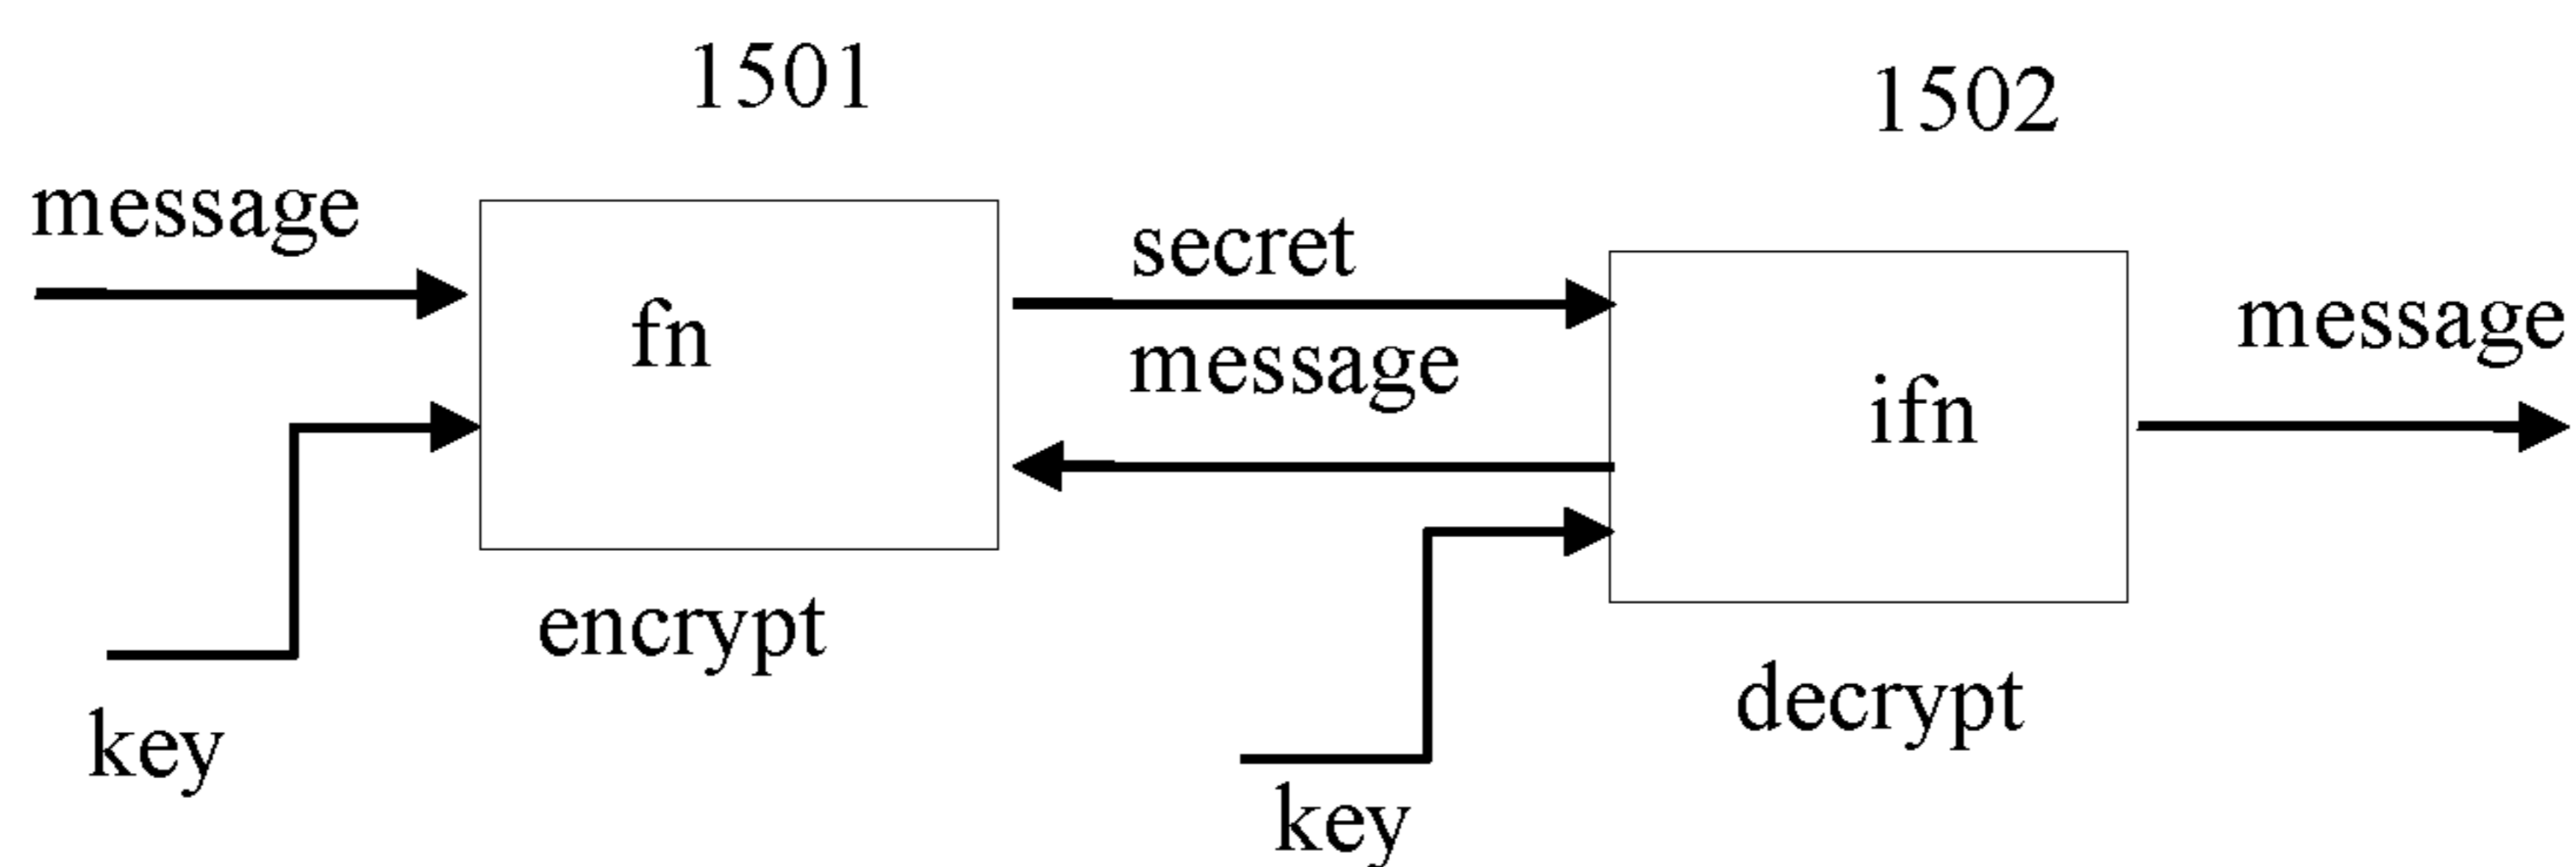 1501
1502
message
secret
message
message
fn
ifn
encrypt
decrypt
key
key